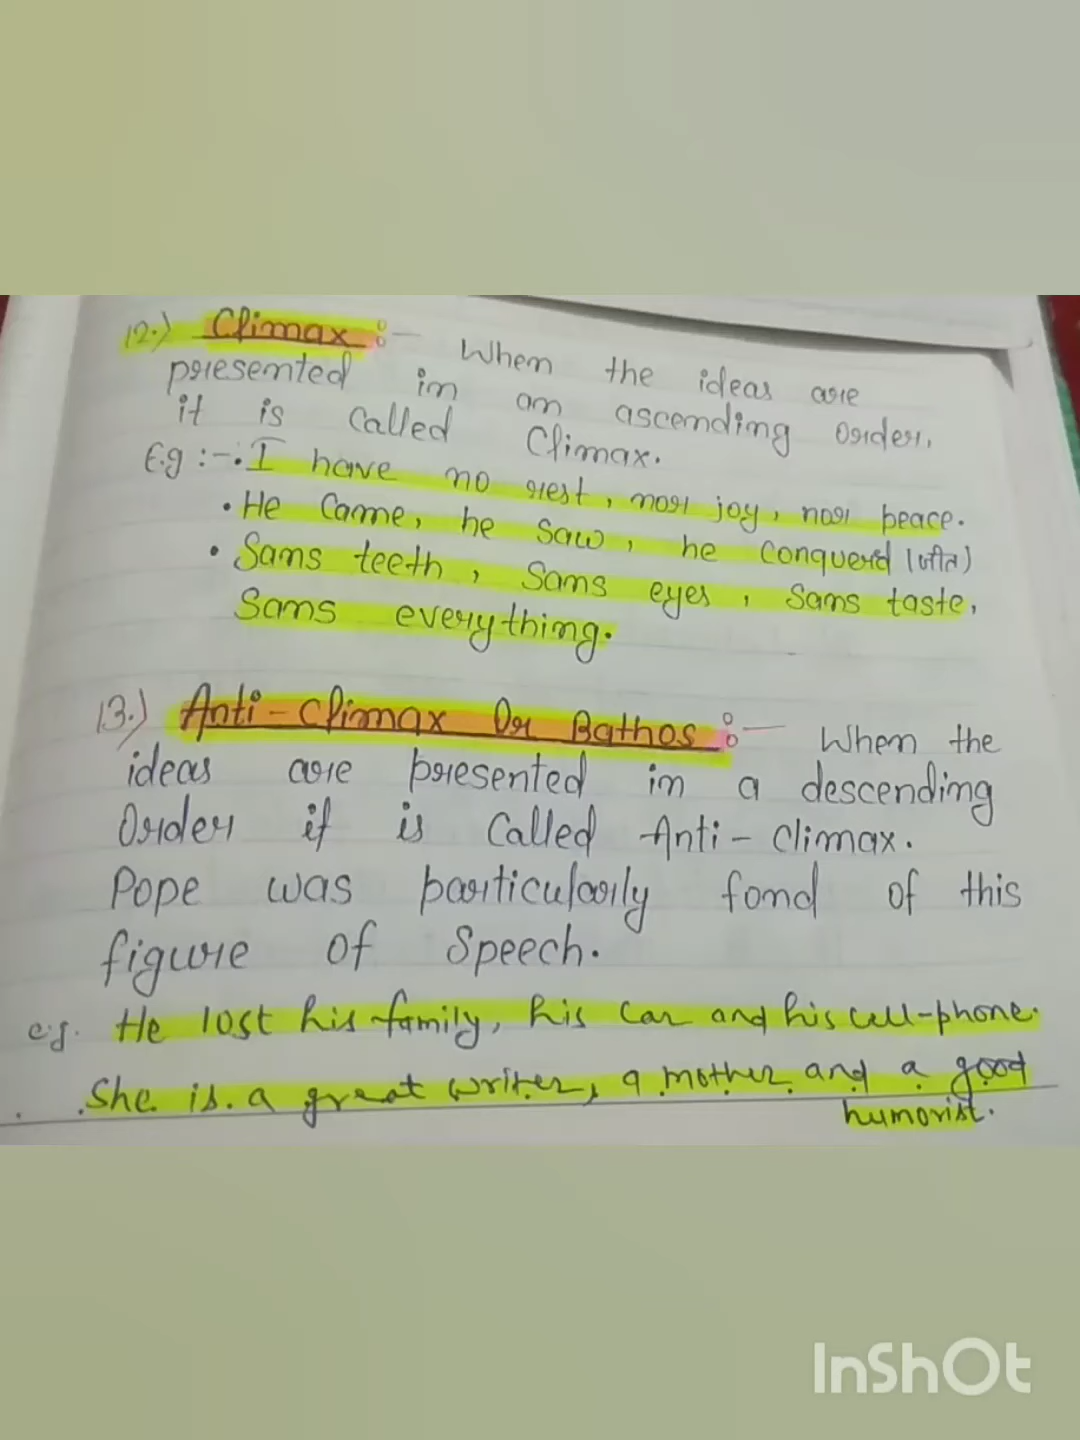 12.) Climax :- When the ideas are
presented in an ascending order,
it is called Climax.
E.g :- • I have no rest, nor joy, nor peace.
• He came, he saw, he conquered (जीत)
• Sans teeth, Sans eyes, Sans taste,
Sans everything.
13.) Anti-Climax Or Bathos :- When the
ideas are presented in a descending
Order it is called Anti-climax.
Pope was particularly fond of this
figure of Speech.
e.g. He lost his family, his car and his cell-phone.
. She is a great writer, a mother and a good
humorist.
InShOt